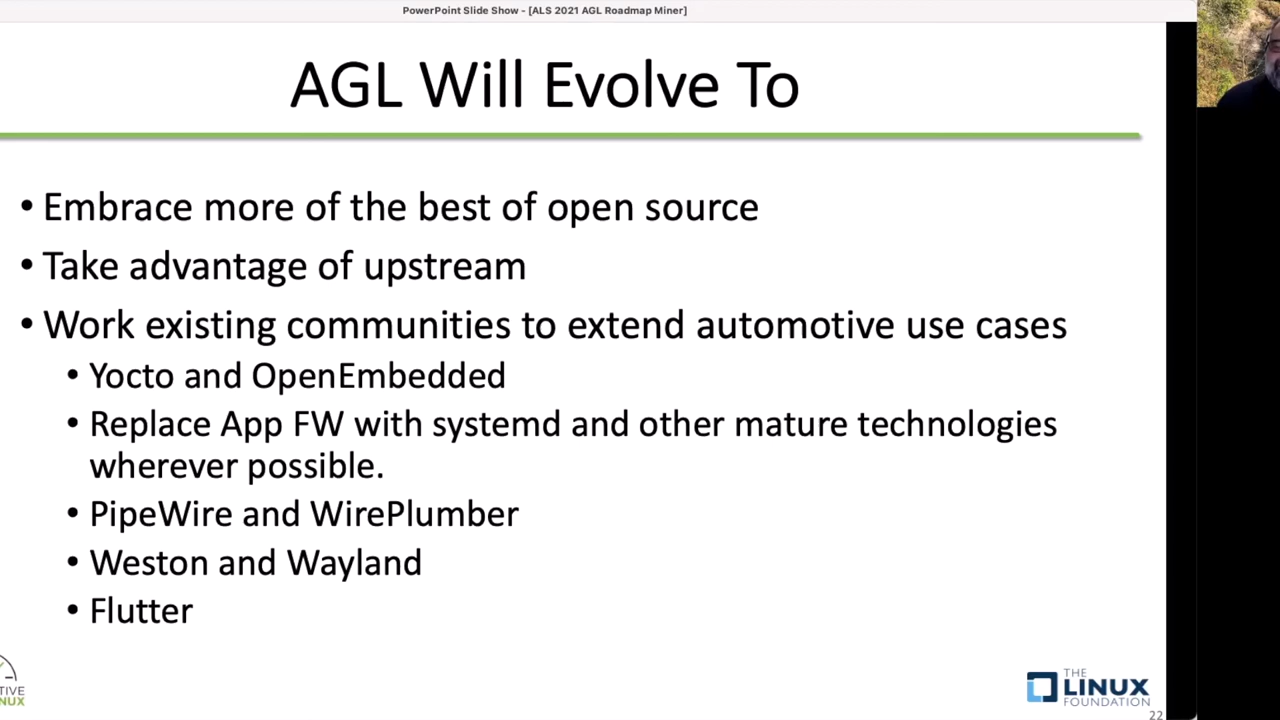 PowerPoint Slide Show - [ALS 2021 AGL Roadmap Miner]
AGL Will Evolve To
• Embrace more of the best of open source
• Take advantage of upstream
• Work existing communities to extend automotive use cases
• Yocto and OpenEmbedded
• Replace App FW with systemd and other mature technologies
wherever possible.
• PipeWire and WirePlumber
• Weston and Wayland
• Flutter
TIVE
NUX
THE
LINUX
FOUNDATION
22